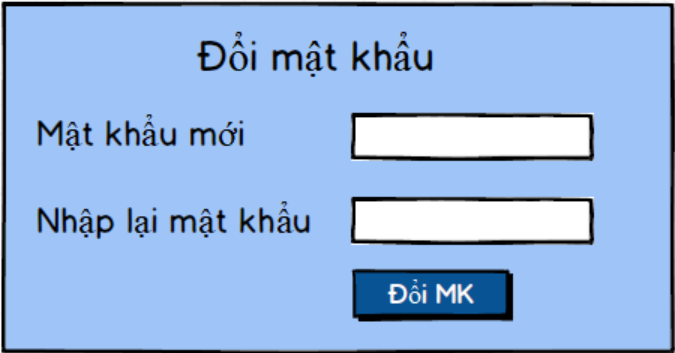 Đổi mật khẩu
Mật khẩu mới
Nhập lại mật khẩu
Đổi MK